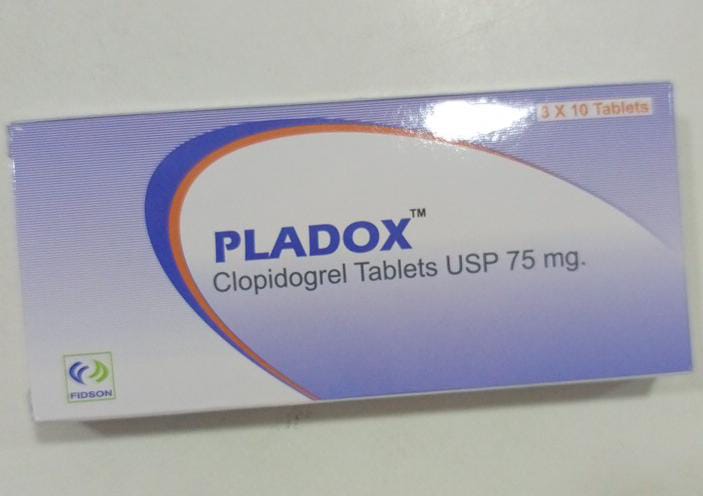 3 X 10 Tablets
PLADOX™
Clopidogrel Tablets USP 75 mg.
FIDSON